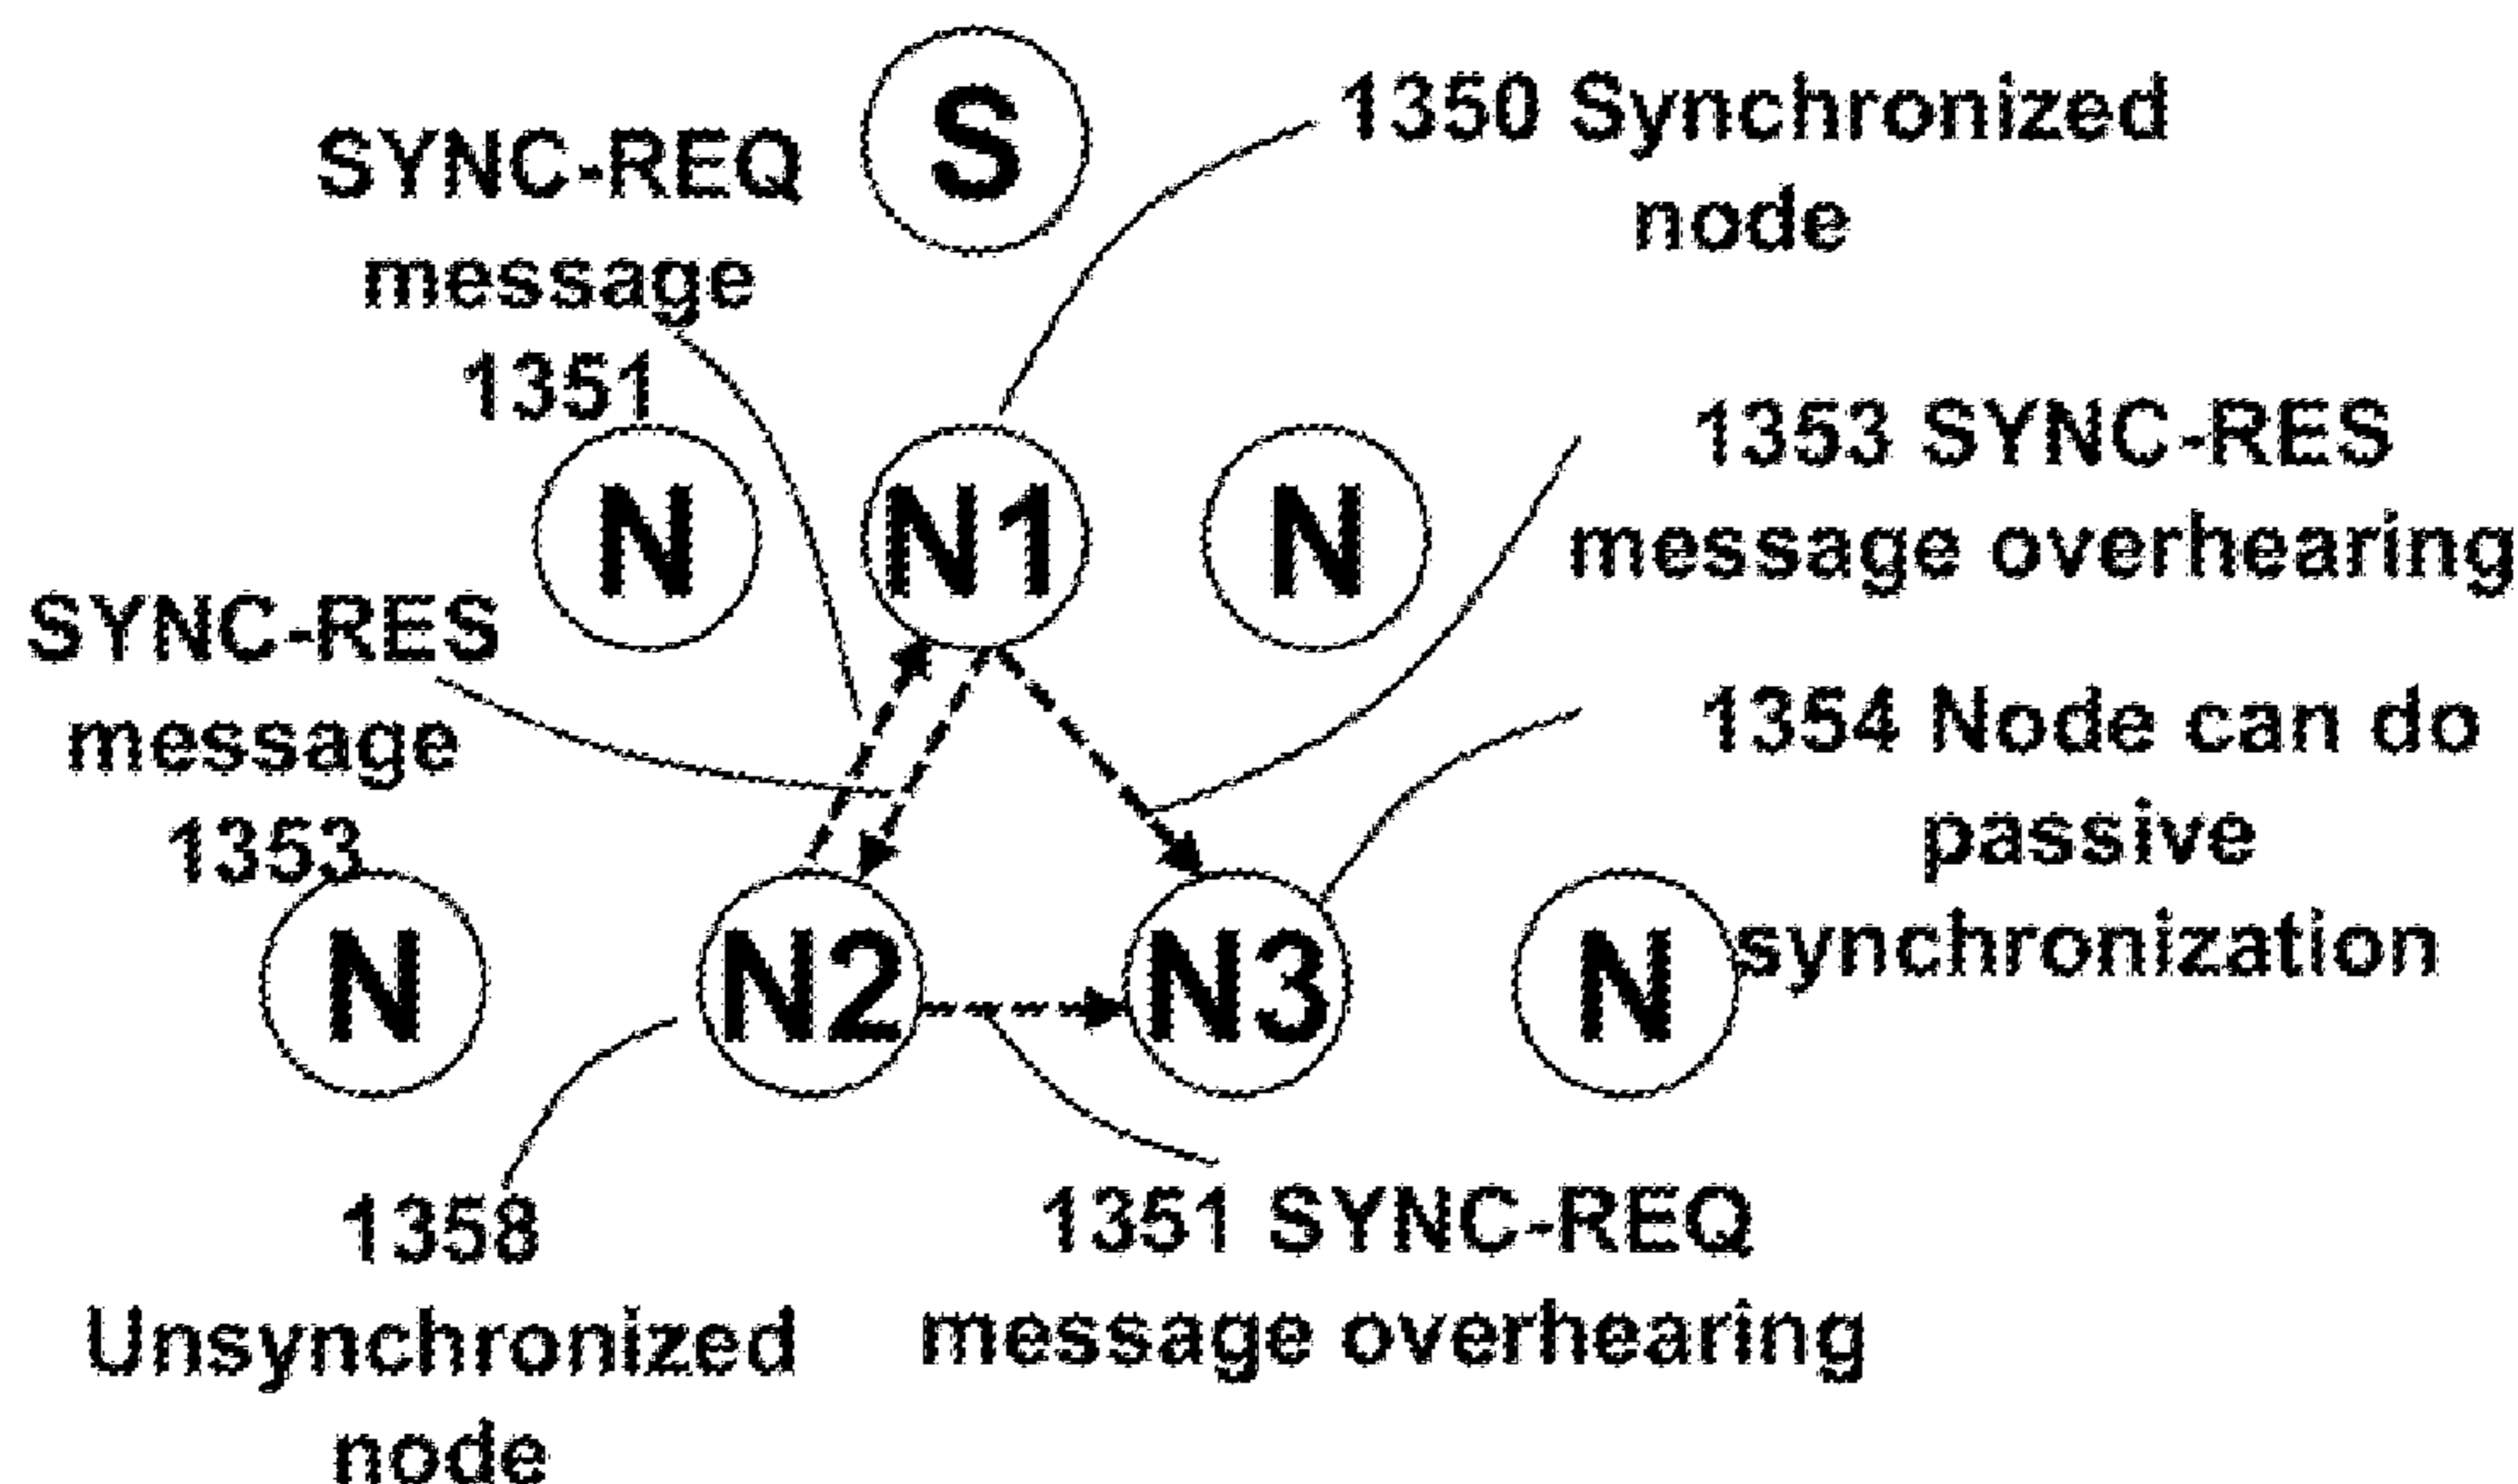 S
1350 Synchronized
node
SYNC-REQ
message
1351
N
N1
N
1353 SYNC-RES
message overhearing
SYNC-RES
message
1353
1354 Node can do
passive
synchronization
N
N2
N3
N
1358
Unsynchronized
node
1351 SYNC-REQ
message overhearing